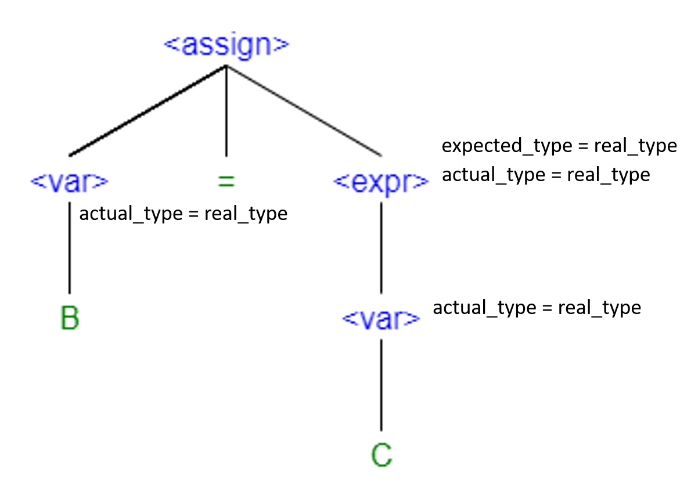 <assign>
expected_type = real_type
<var> = <expr> actual_type = real_type
actual_type = real_type
B
<var> actual_type = real_type
C